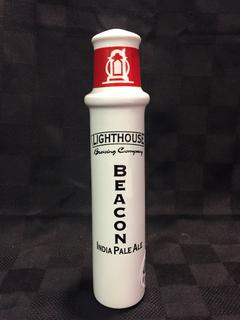 LIGHTHOUSE
Brewing Company
BEACON
INDIA PALE ALE